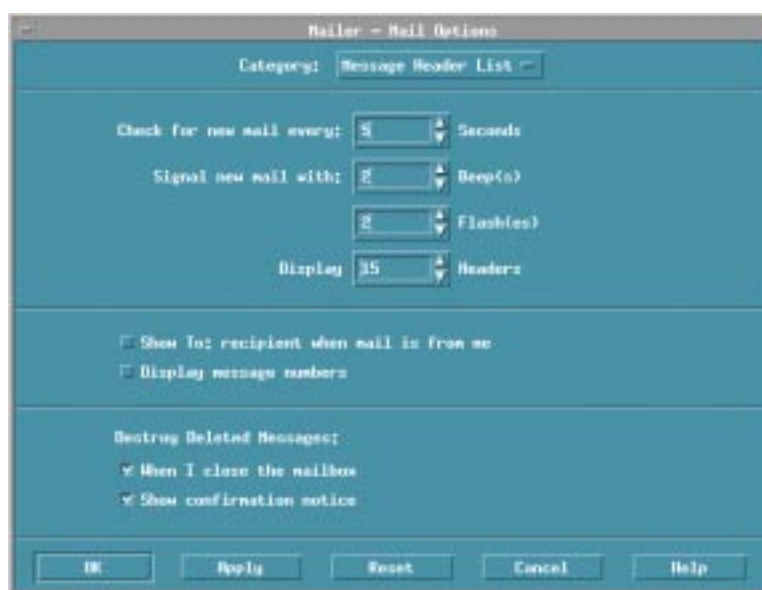 Mailer - Mail Options
Category: Message Header List
Check for new mail every: 5 Seconds
Signal new mail with: 2 Beep(s)
2 Flash(es)
Display 15 Headers
Show To: recipient when mail is from me
Display message numbers
Destroy Deleted Messages:
When I close the mailbox
Show confirmation notice
OK Apply Reset Cancel Help